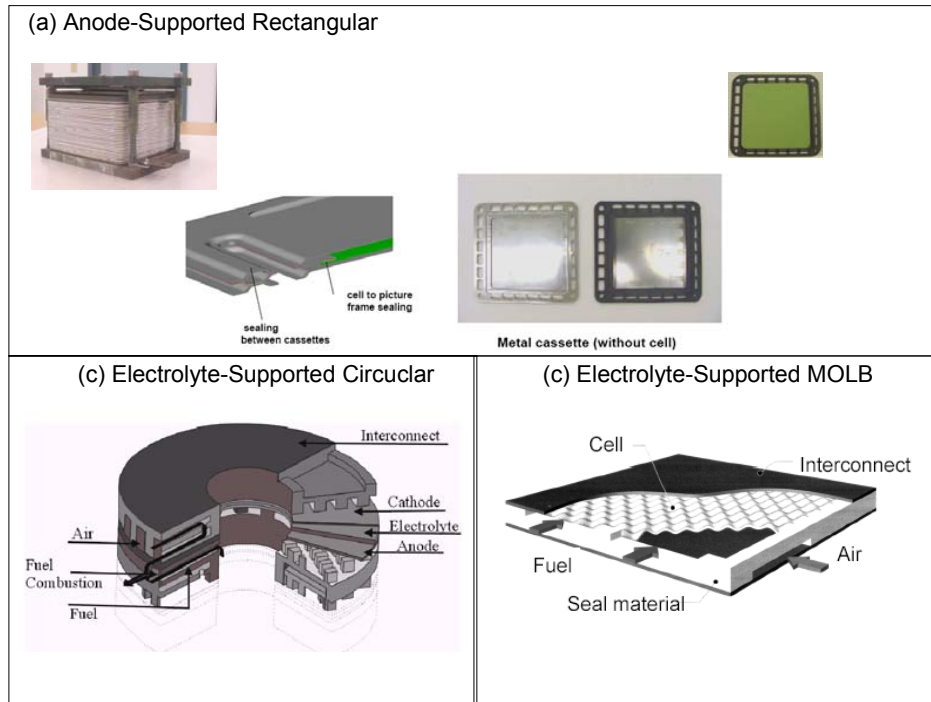 (a) Anode-Supported Rectangular
cell to picture
frame sealing
sealing
between cassettes
Metal cassette (without cell)
(c) Electrolyte-Supported Circuclar
Interconnect
Cathode
Electrolyte
Anode
Air
Fuel
Combustion
Fuel
(c) Electrolyte-Supported MOLB
Cell
Interconnect
Fuel
Air
Seal material